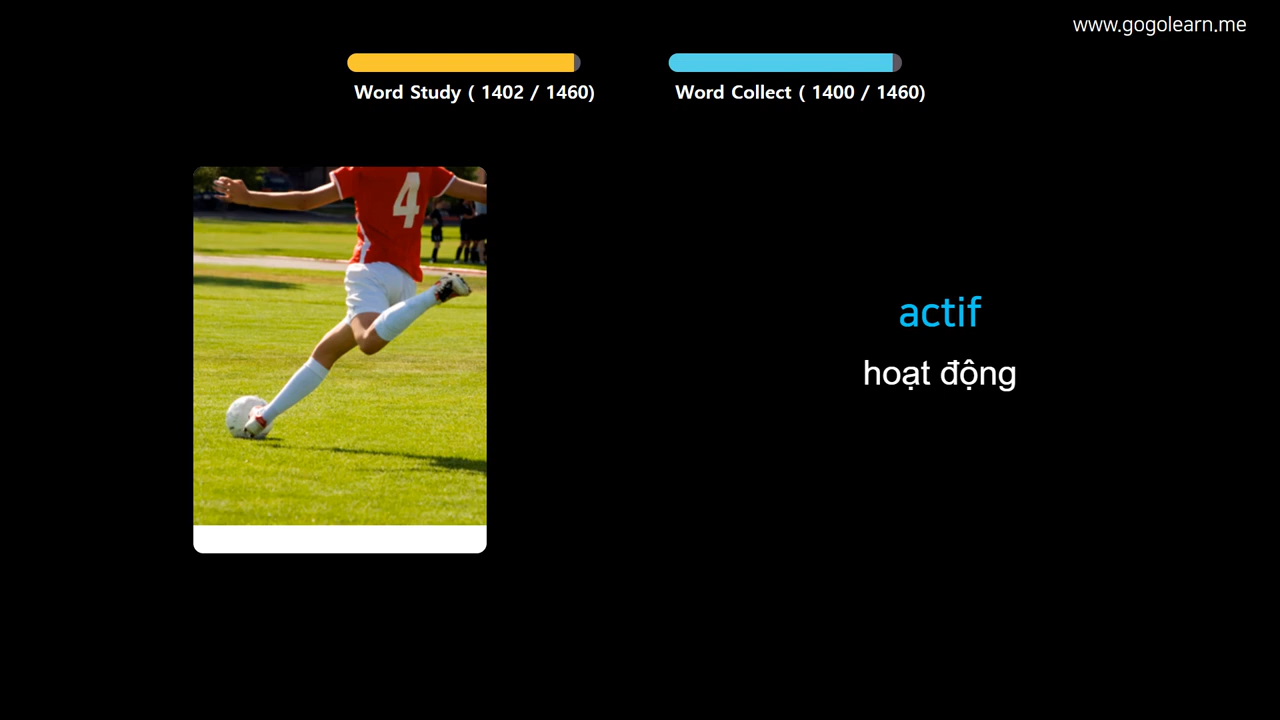 www.gogolearn.me
Word Study ( 1402 / 1460)
Word Collect ( 1400 / 1460)
4
actif
hoạt động